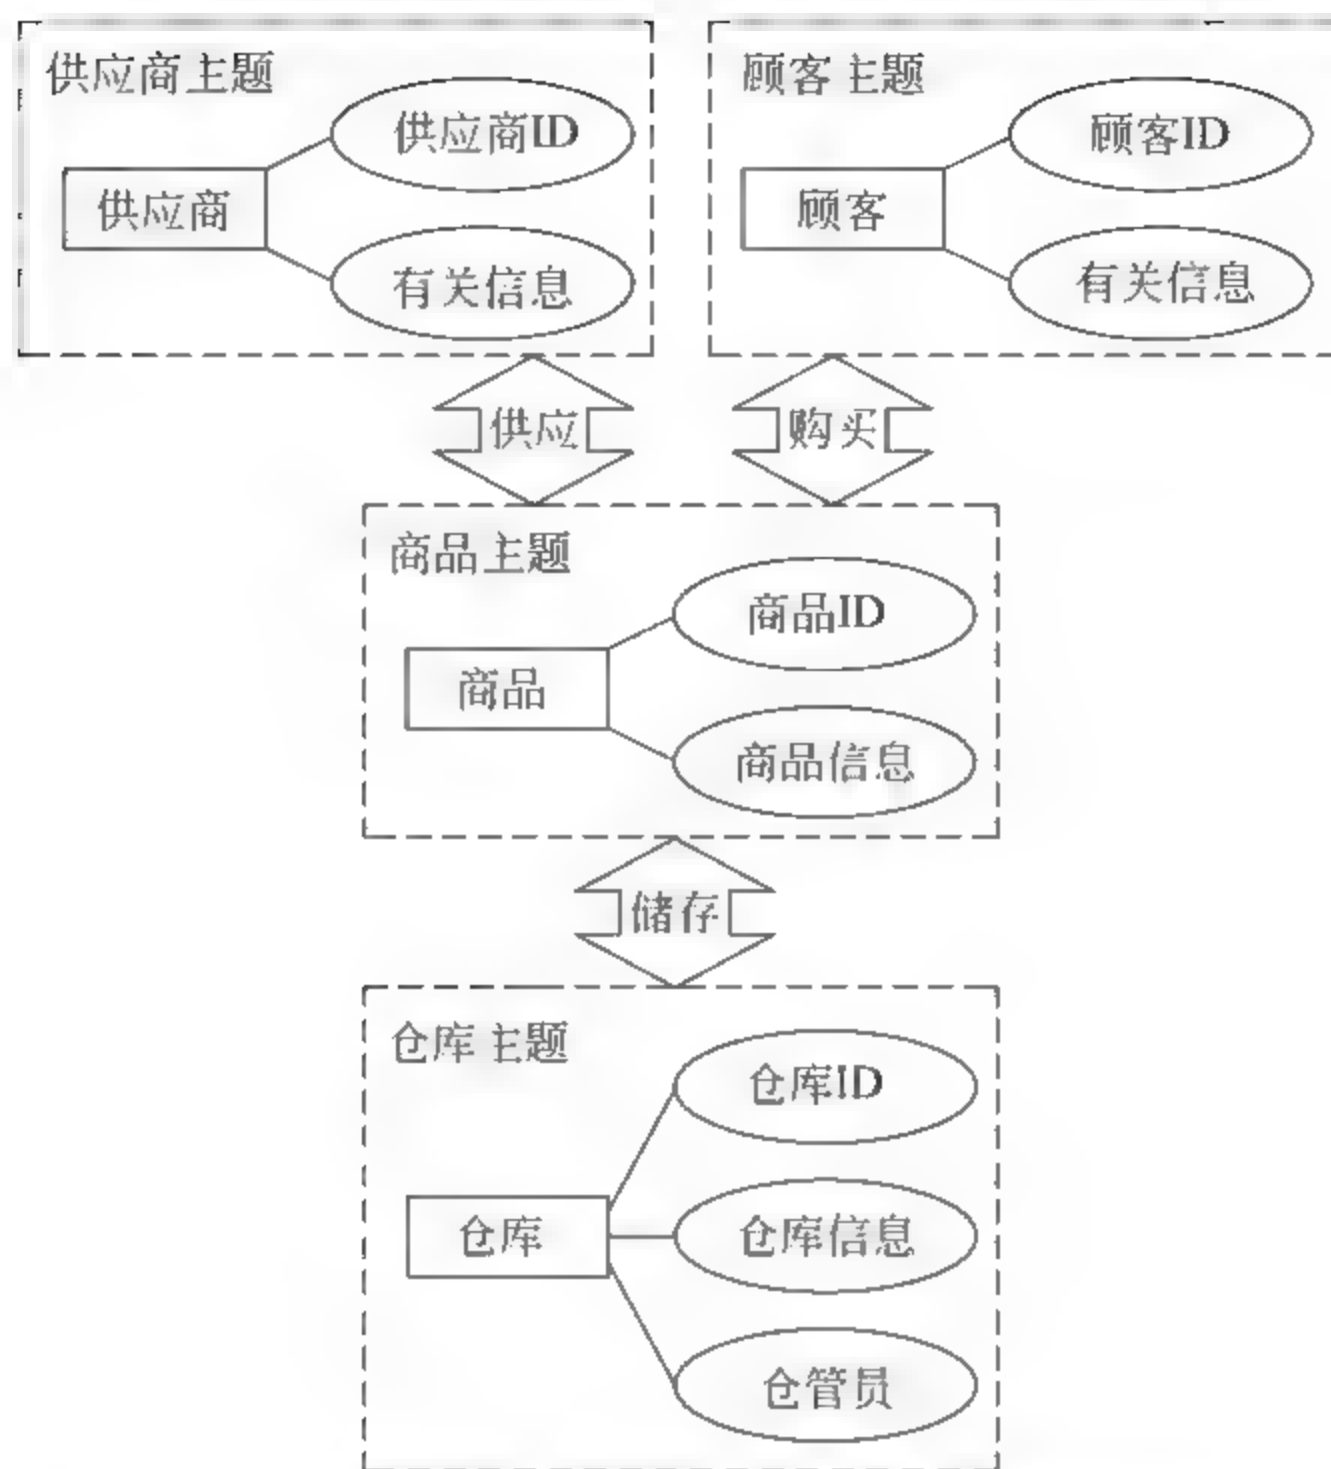 供应商主题
供应商ID
供应商
有关信息
顾客主题
顾客ID
顾客
有关信息
供应
购买
商品主题
商品ID
商品
商品信息
储存
仓库主题
仓库ID
仓库
仓库信息
仓管员